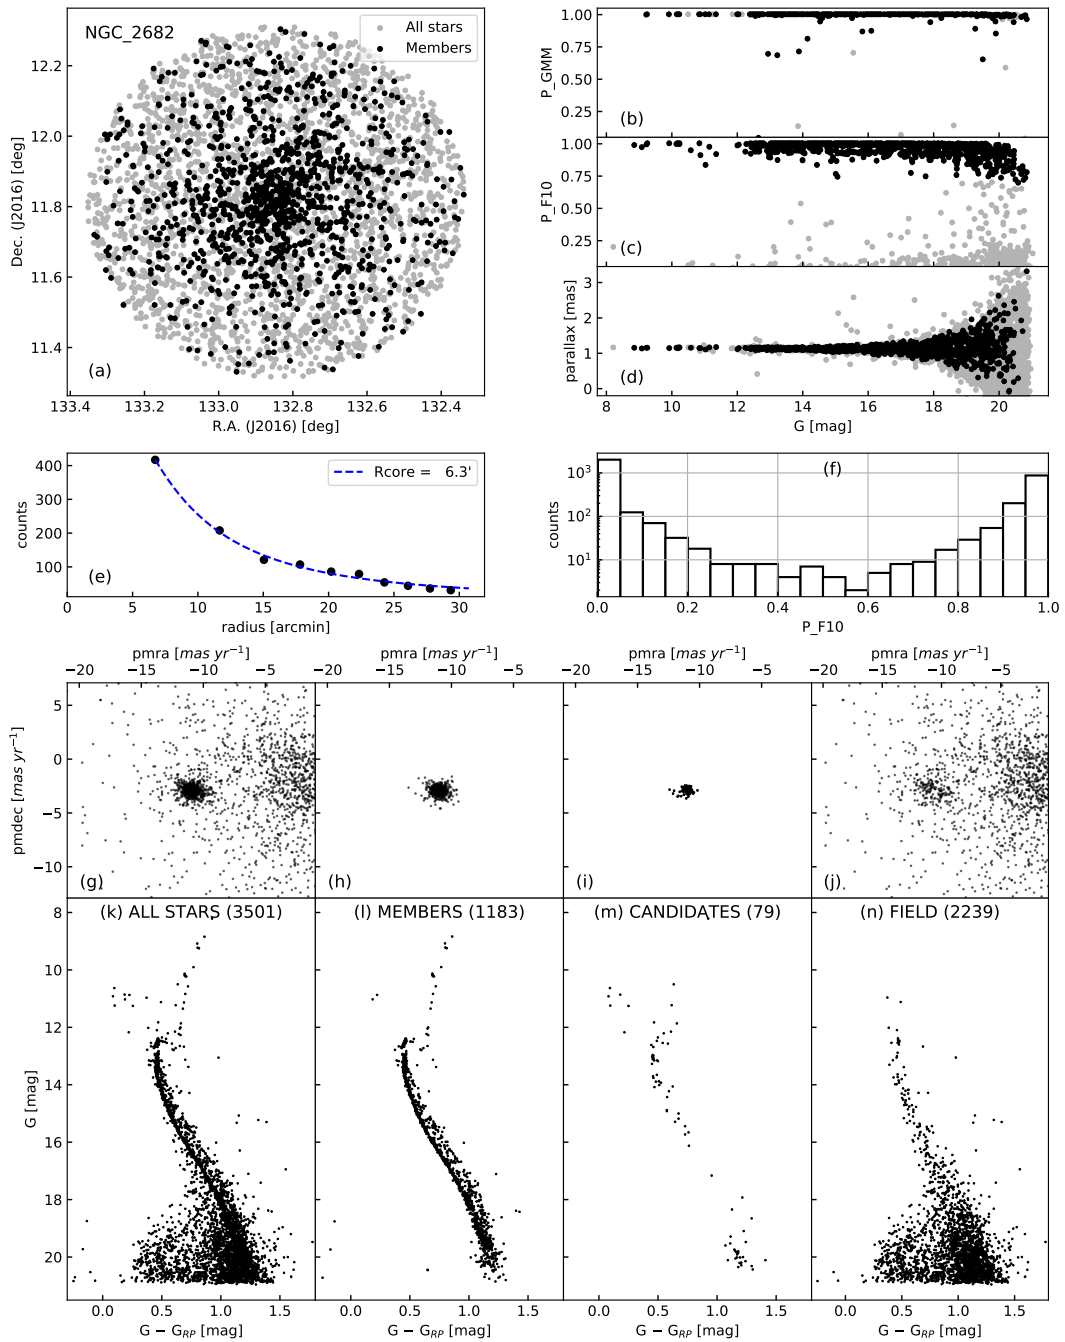 NGC_2682
All stars
Members
12.2
12.0
11.8
11.6
11.4
Dec. (J2016) [deg]
(a)
133.4 133.2 133.0 132.8 132.6 132.4
R.A. (J2016) [deg]
1.00
0.75
0.50
0.25
P_GMM
(b)
1.00
0.75
0.50
0.25
P_F10
(c)
3
2
1
0
parallax [mas]
(d)
8 10 12 14 16 18 20
G [mag]
400
300
200
100
counts
Rcore = 6.3'
(e)
0 5 10 15 20 25 30
radius [arcmin]
(f)
10³
10²
10¹
counts
0.0 0.2 0.4 0.6 0.8 1.0
P_F10
pmra [mas yr⁻¹] pmra [mas yr⁻¹] pmra [mas yr⁻¹] pmra [mas yr⁻¹]
−20 −15 −10 −5 −20 −15 −10 −5 −20 −15 −10 −5 −20 −15 −10 −5
5
0
−5
−10
pmdec [mas yr⁻¹]
(g) (h) (i) (j)
(k) ALL STARS (3501) (l) MEMBERS (1183) (m) CANDIDATES (79) (n) FIELD (2239)
8
10
12
14
16
18
20
G [mag]
0.0 0.5 1.0 1.5 0.0 0.5 1.0 1.5 0.0 0.5 1.0 1.5 0.0 0.5 1.0 1.5
G − G_RP [mag] G − G_RP [mag] G − G_RP [mag] G − G_RP [mag]